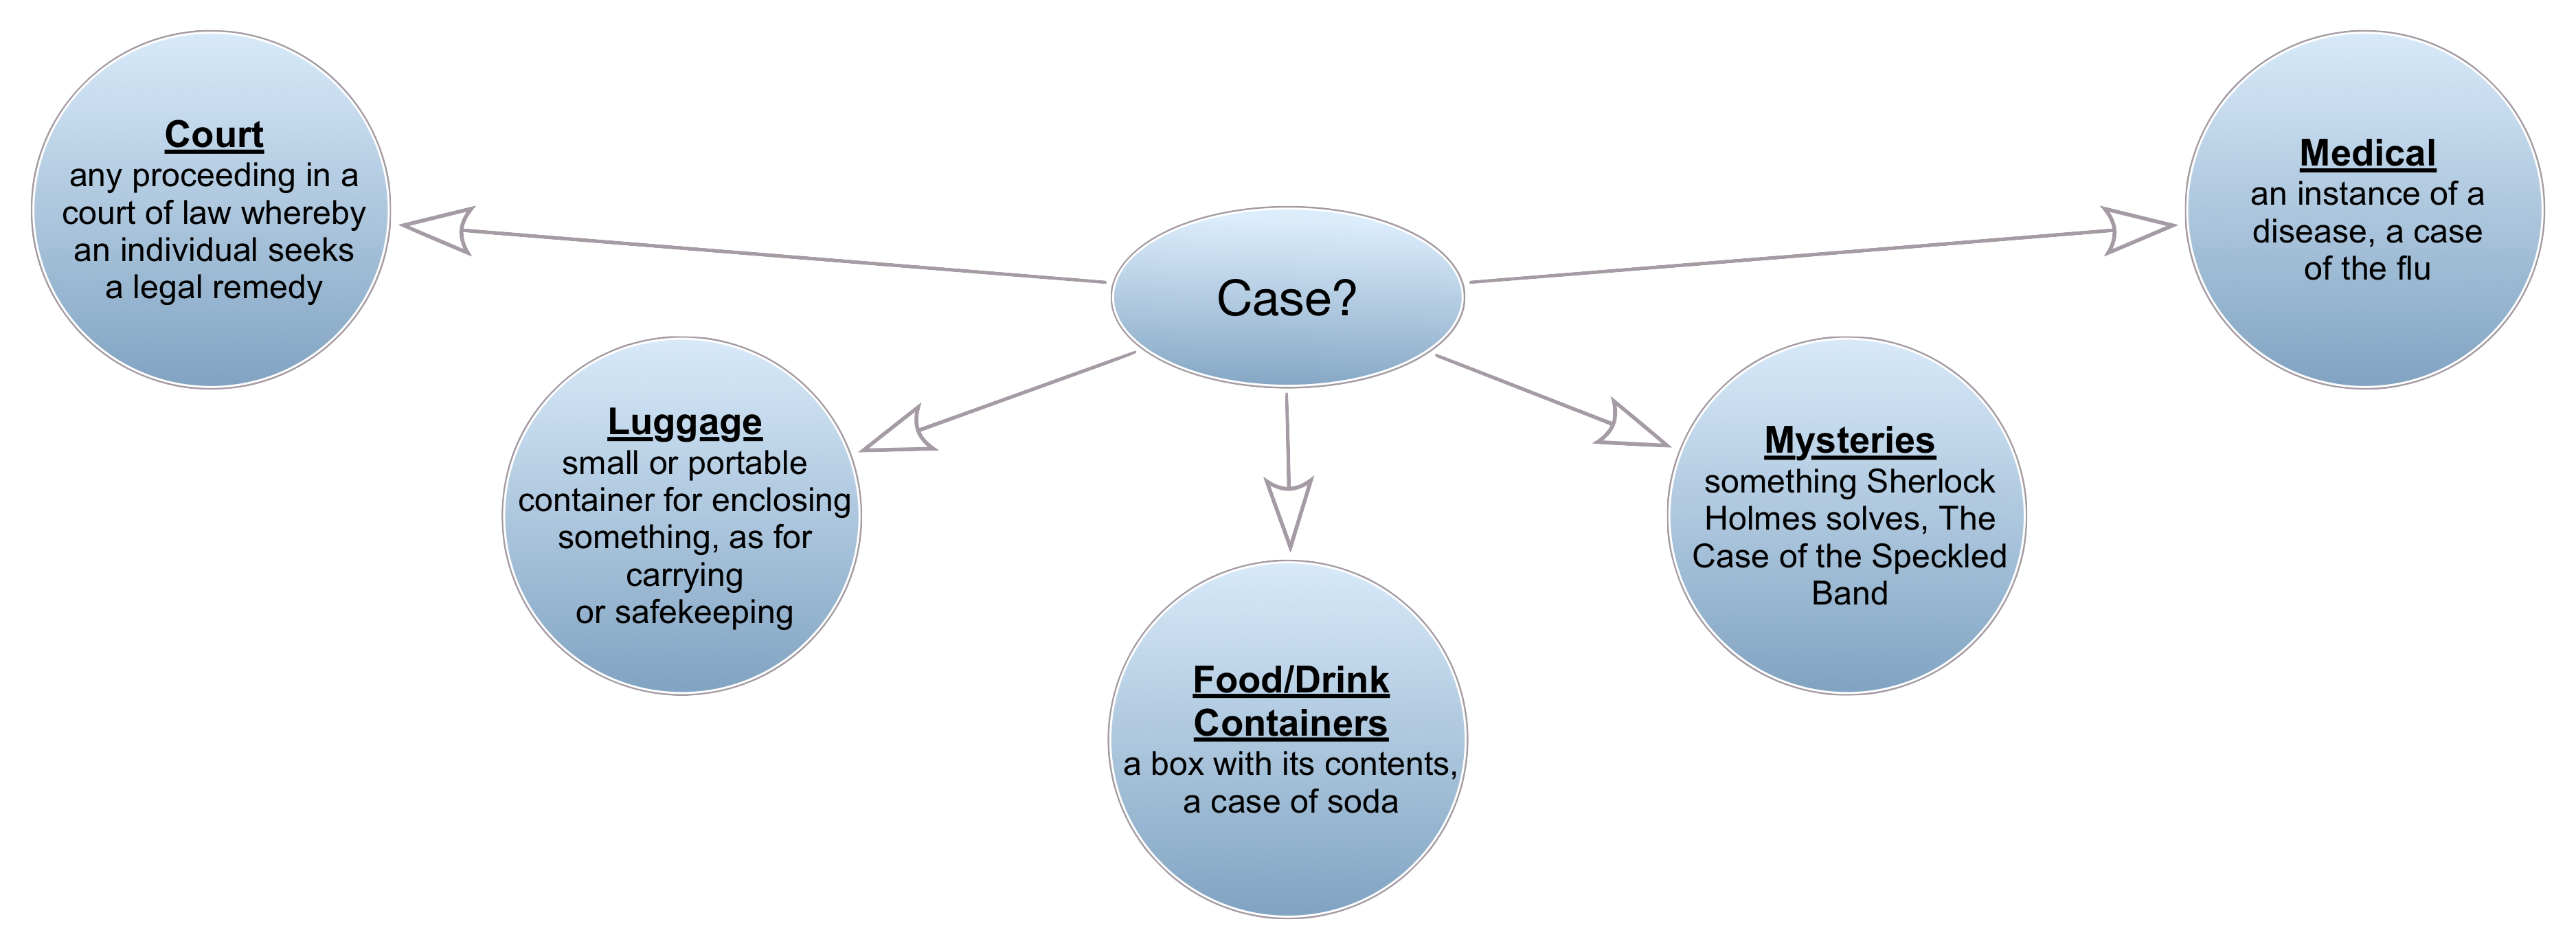 Court
any proceeding in a
court of law whereby
an individual seeks
a legal remedy
Luggage
small or portable
container for enclosing
something, as for
carrying
or safekeeping
Case?
Food/Drink
Containers
a box with its contents,
a case of soda
Mysteries
something Sherlock
Holmes solves, The
Case of the Speckled
Band
Medical
an instance of a
disease, a case
of the flu